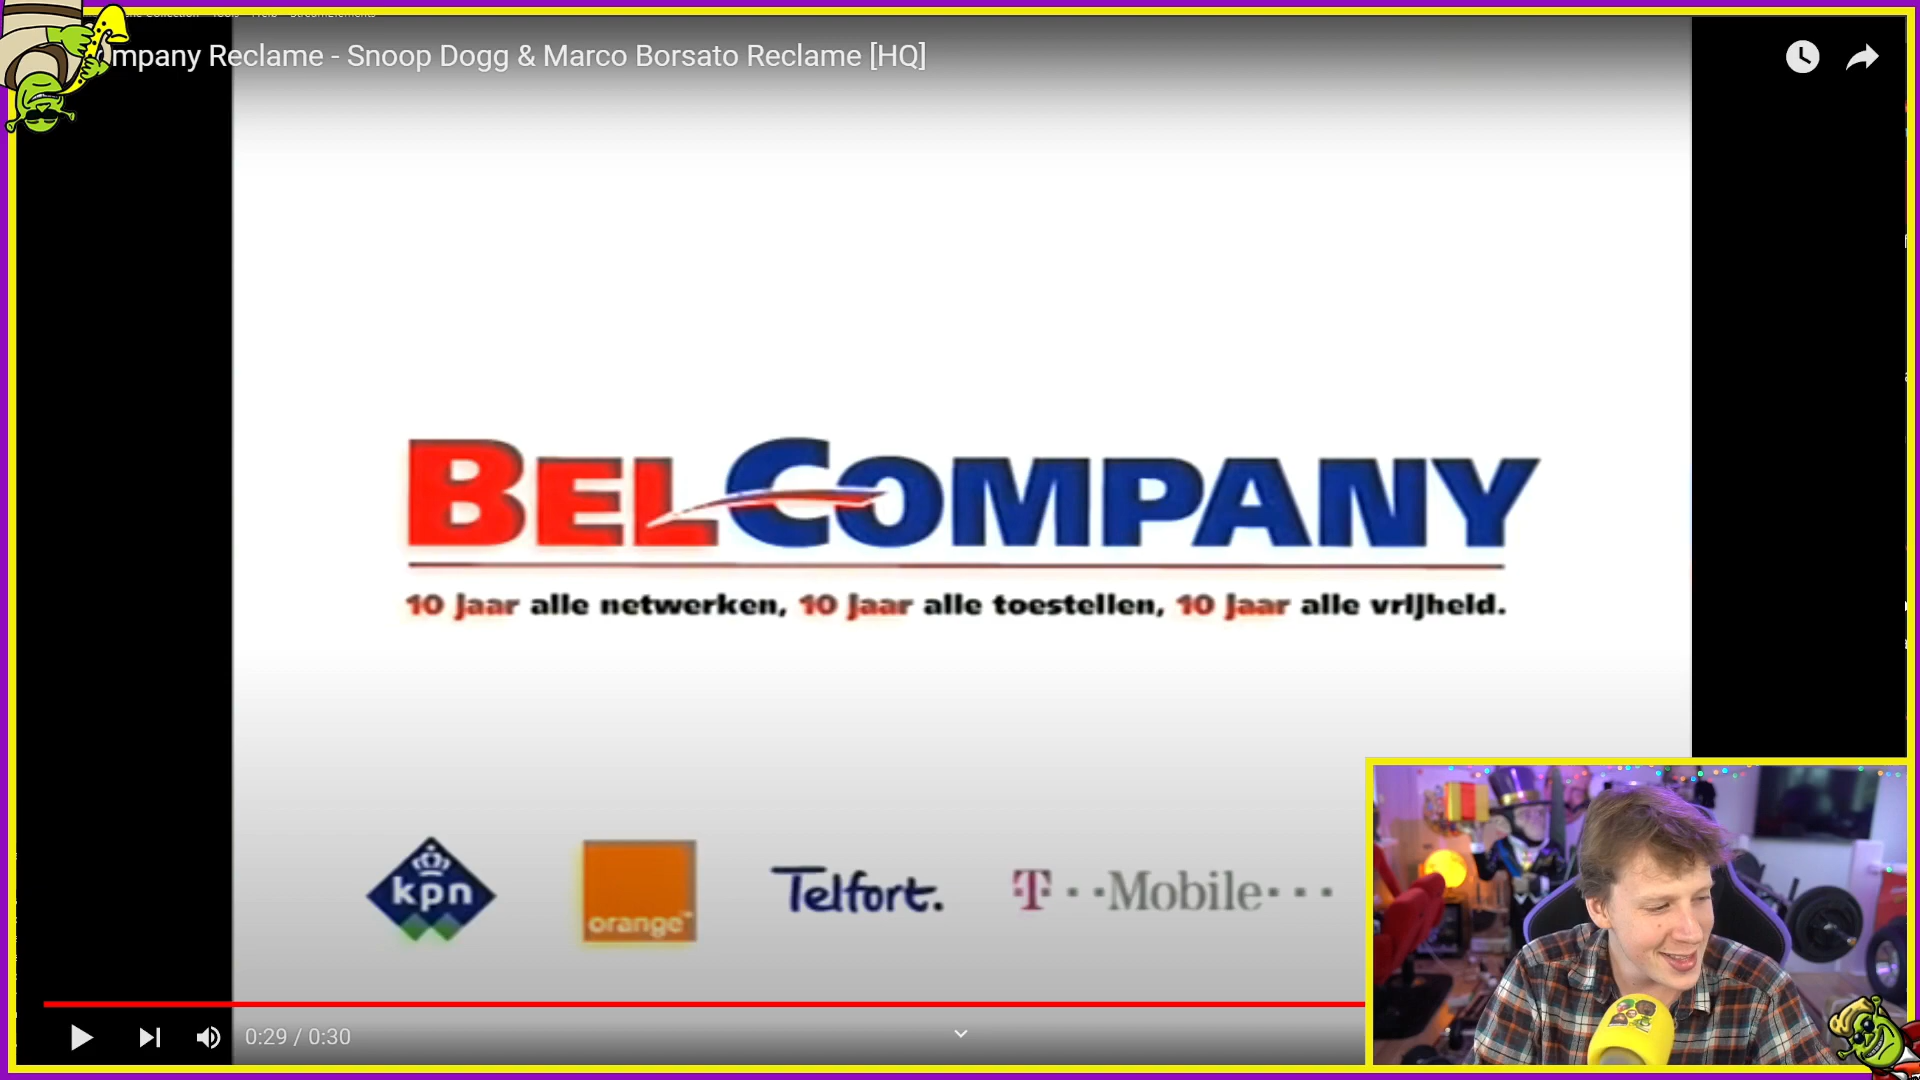 mpany Reclame - Snoop Dogg & Marco Borsato Reclame [HQ]
BELCOMPANY
10 jaar alle netwerken, 10 jaar alle toestellen, 10 jaar alle vrijheid.
kpn
orange™
Telfort.
T··Mobile···
0:29 / 0:30